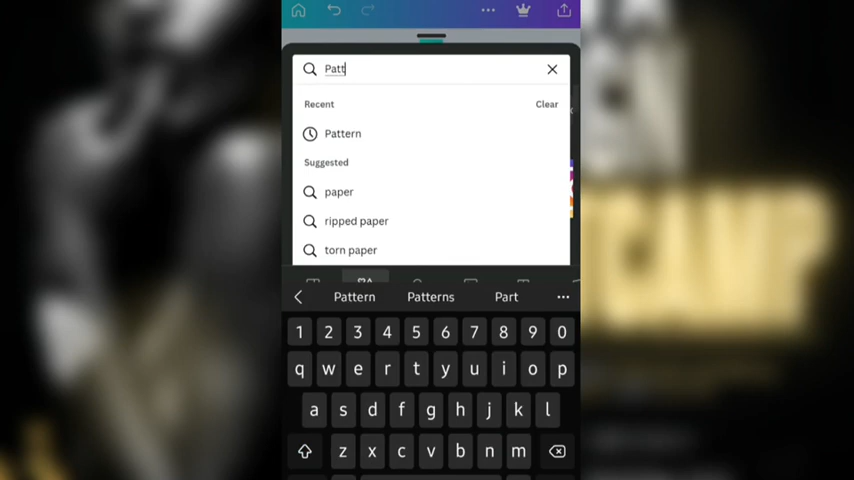 Patt
Recent Clear
Pattern
Suggested
paper
ripped paper
torn paper
Pattern Patterns Part
1 2 3 4 5 6 7 8 9 0
q w e r t y u i o p
a s d f g h j k l
z x c v b n m